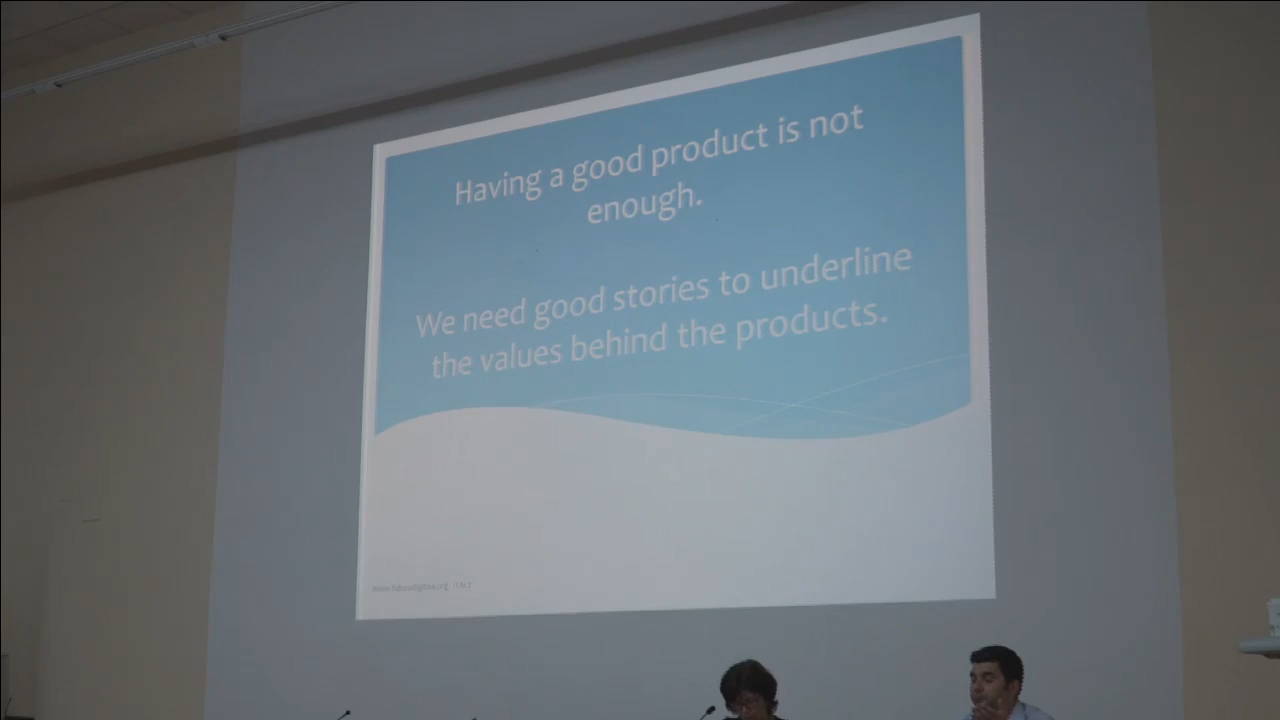 Having a good product is not
enough.
We need good stories to underline
the values behind the products.